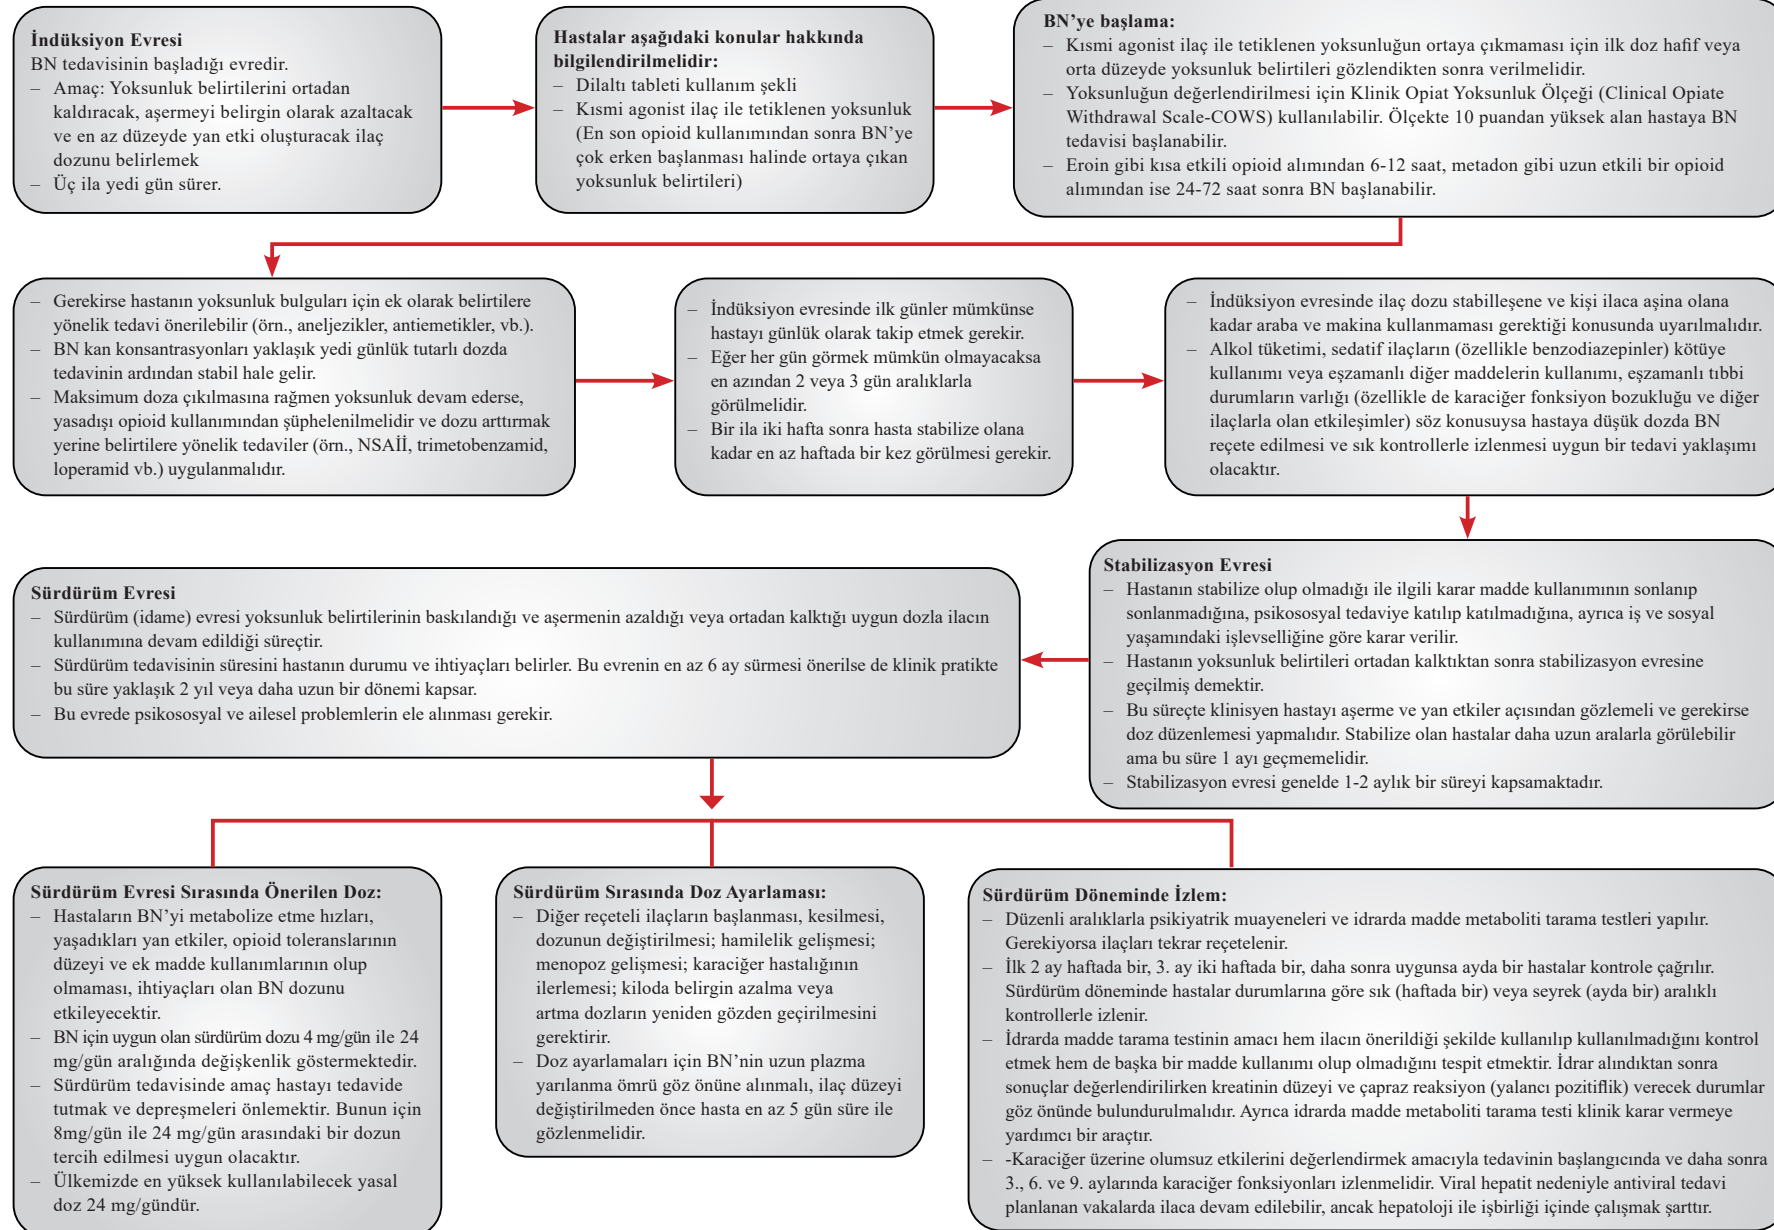 İndüksiyon Evresi
BN tedavisinin başladığı evredir.
– Amaç: Yoksunluk belirtilerini ortadan
kaldıracak, aşermeyi belirgin olarak azaltacak
ve en az düzeyde yan etki oluşturacak ilaç
dozunu belirlemek
– Üç ila yedi gün sürer.
Hastalar aşağıdaki konular hakkında
bilgilendirilmelidir:
– Dilaltı tableti kullanım şekli
– Kısmi agonist ilaç ile tetiklenen yoksunluk
(En son opioid kullanımından sonra BN’ye
çok erken başlanması halinde ortaya çıkan
yoksunluk belirtileri)
BN’ye başlama:
– Kısmi agonist ilaç ile tetiklenen yoksunluğun ortaya çıkmaması için ilk doz hafif veya
orta düzeyde yoksunluk belirtileri gözlendikten sonra verilmelidir.
– Yoksunluğun değerlendirilmesi için Klinik Opiat Yoksunluk Ölçeği (Clinical Opiate
Withdrawal Scale-COWS) kullanılabilir. Ölçekte 10 puandan yüksek alan hastaya BN
tedavisi başlanabilir.
– Eroin gibi kısa etkili opioid alımından 6-12 saat, metadon gibi uzun etkili bir opioid
alımından ise 24-72 saat sonra BN başlanabilir.
– Gerekirse hastanın yoksunluk bulguları için ek olarak belirtilere
yönelik tedavi önerilebilir (örn., aneljezikler, antiemetikler, vb.).
– BN kan konsantrasyonları yaklaşık yedi günlük tutarlı dozda
tedavinin ardından stabil hale gelir.
– Maksimum doza çıkılmasına rağmen yoksunluk devam ederse,
yasadışı opioid kullanımından şüphelenilmelidir ve dozu arttırmak
yerine belirtilere yönelik tedaviler (örn., NSAİİ, trimetobenzamid,
loperamid vb.) uygulanmalıdır.
– İndüksiyon evresinde ilk günler mümkünse
hastayı günlük olarak takip etmek gerekir.
– Eğer her gün görmek mümkün olmayacaksa
en azından 2 veya 3 gün aralıklarla
görülmelidir.
– Bir ila iki hafta sonra hasta stabilize olana
kadar en az haftada bir kez görülmesi gerekir.
– İndüksiyon evresinde ilaç dozu stabilleşene ve kişi ilaca aşina olana
kadar araba ve makina kullanmaması gerektiği konusunda uyarılmalıdır.
– Alkol tüketimi, sedatif ilaçların (özellikle benzodiazepinler) kötüye
kullanımı veya eşzamanlı diğer maddelerin kullanımı, eşzamanlı tıbbi
durumların varlığı (özellikle de karaciğer fonksiyon bozukluğu ve diğer
ilaçlarla olan etkileşimler) söz konusuysa hastaya düşük dozda BN
reçete edilmesi ve sık kontrollerle izlenmesi uygun bir tedavi yaklaşımı
olacaktır.
Stabilizasyon Evresi
– Hastanın stabilize olup olmadığı ile ilgili karar madde kullanımının sonlanıp
sonlanmadığına, psikososyal tedaviye katılıp katılmadığına, ayrıca iş ve sosyal
yaşamındaki işlevselliğine göre karar verilir.
– Hastanın yoksunluk belirtileri ortadan kalktıktan sonra stabilizasyon evresine
geçilmiş demektir.
– Bu süreçte klinisyen hastayı aşerme ve yan etkiler açısından gözlemeli ve gerekirse
doz düzenlemesi yapmalıdır. Stabilize olan hastalar daha uzun aralarla görülebilir
ama bu süre 1 ayı geçmemelidir.
– Stabilizasyon evresi genelde 1-2 aylık bir süreyi kapsamaktadır.
Sürdürüm Evresi
– Sürdürüm (idame) evresi yoksunluk belirtilerinin baskılandığı ve aşermenin azaldığı veya ortadan kalktığı uygun dozla ilacın
kullanımına devam edildiği süreçtir.
– Sürdürüm tedavisinin süresini hastanın durumu ve ihtiyaçları belirler. Bu evrenin en az 6 ay sürmesi önerilse de klinik pratikte
bu süre yaklaşık 2 yıl veya daha uzun bir dönemi kapsar.
– Bu evrede psikososyal ve ailesel problemlerin ele alınması gerekir.
Sürdürüm Evresi Sırasında Önerilen Doz:
– Hastaların BN’yi metabolize etme hızları,
yaşadıkları yan etkiler, opioid toleranslarının
düzeyi ve ek madde kullanımlarının olup
olmaması, ihtiyaçları olan BN dozunu
etkileyecektir.
– BN için uygun olan sürdürüm dozu 4 mg/gün ile 24
mg/gün aralığında değişkenlik göstermektedir.
– Sürdürüm tedavisinde amaç hastayı tedavide
tutmak ve depreşmeleri önlemektir. Bunun için
8mg/gün ile 24 mg/gün arasındaki bir dozun
tercih edilmesi uygun olacaktır.
– Ülkemizde en yüksek kullanılabilecek yasal
doz 24 mg/gündür.
Sürdürüm Sırasında Doz Ayarlaması:
– Diğer reçeteli ilaçların başlanması, kesilmesi,
dozunun değiştirilmesi; hamilelik gelişmesi;
menopoz gelişmesi; karaciğer hastalığının
ilerlemesi; kiloda belirgin azalma veya
artma dozların yeniden gözden geçirilmesini
gerektirir.
– Doz ayarlamaları için BN’nin uzun plazma
yarılanma ömrü göz önüne alınmalı, ilaç düzeyi
değiştirilmeden önce hasta en az 5 gün süre ile
gözlenmelidir.
Sürdürüm Döneminde İzlem:
– Düzenli aralıklarla psikiyatrik muayeneleri ve idrarda madde metaboliti tarama testleri yapılır.
Gerekiyorsa ilaçları tekrar reçetelenir.
– İlk 2 ay haftada bir, 3. ay iki haftada bir, daha sonra uygunsa ayda bir hastalar kontrole çağrılır.
Sürdürüm döneminde hastalar durumlarına göre sık (haftada bir) veya seyrek (ayda bir) aralıklı
kontrollerle izlenir.
– İdrarda madde tarama testinin amacı hem ilacın önerildiği şekilde kullanılıp kullanılmadığını kontrol
etmek hem de başka bir madde kullanımı olup olmadığını tespit etmektir. İdrar alındıktan sonra
sonuçlar değerlendirilirken kreatinin düzeyi ve çapraz reaksiyon (yalancı pozitiflik) verecek durumlar
göz önünde bulundurulmalıdır. Ayrıca idrarda madde metaboliti tarama testi klinik karar vermeye
yardımcı bir araçtır.
– -Karaciğer üzerine olumsuz etkilerini değerlendirmek amacıyla tedavinin başlangıcında ve daha sonra
3., 6. ve 9. aylarında karaciğer fonksiyonları izlenmelidir. Viral hepatit nedeniyle antiviral tedavi
planlanan vakalarda ilaca devam edilebilir, ancak hepatoloji ile işbirliği içinde çalışmak şarttır.